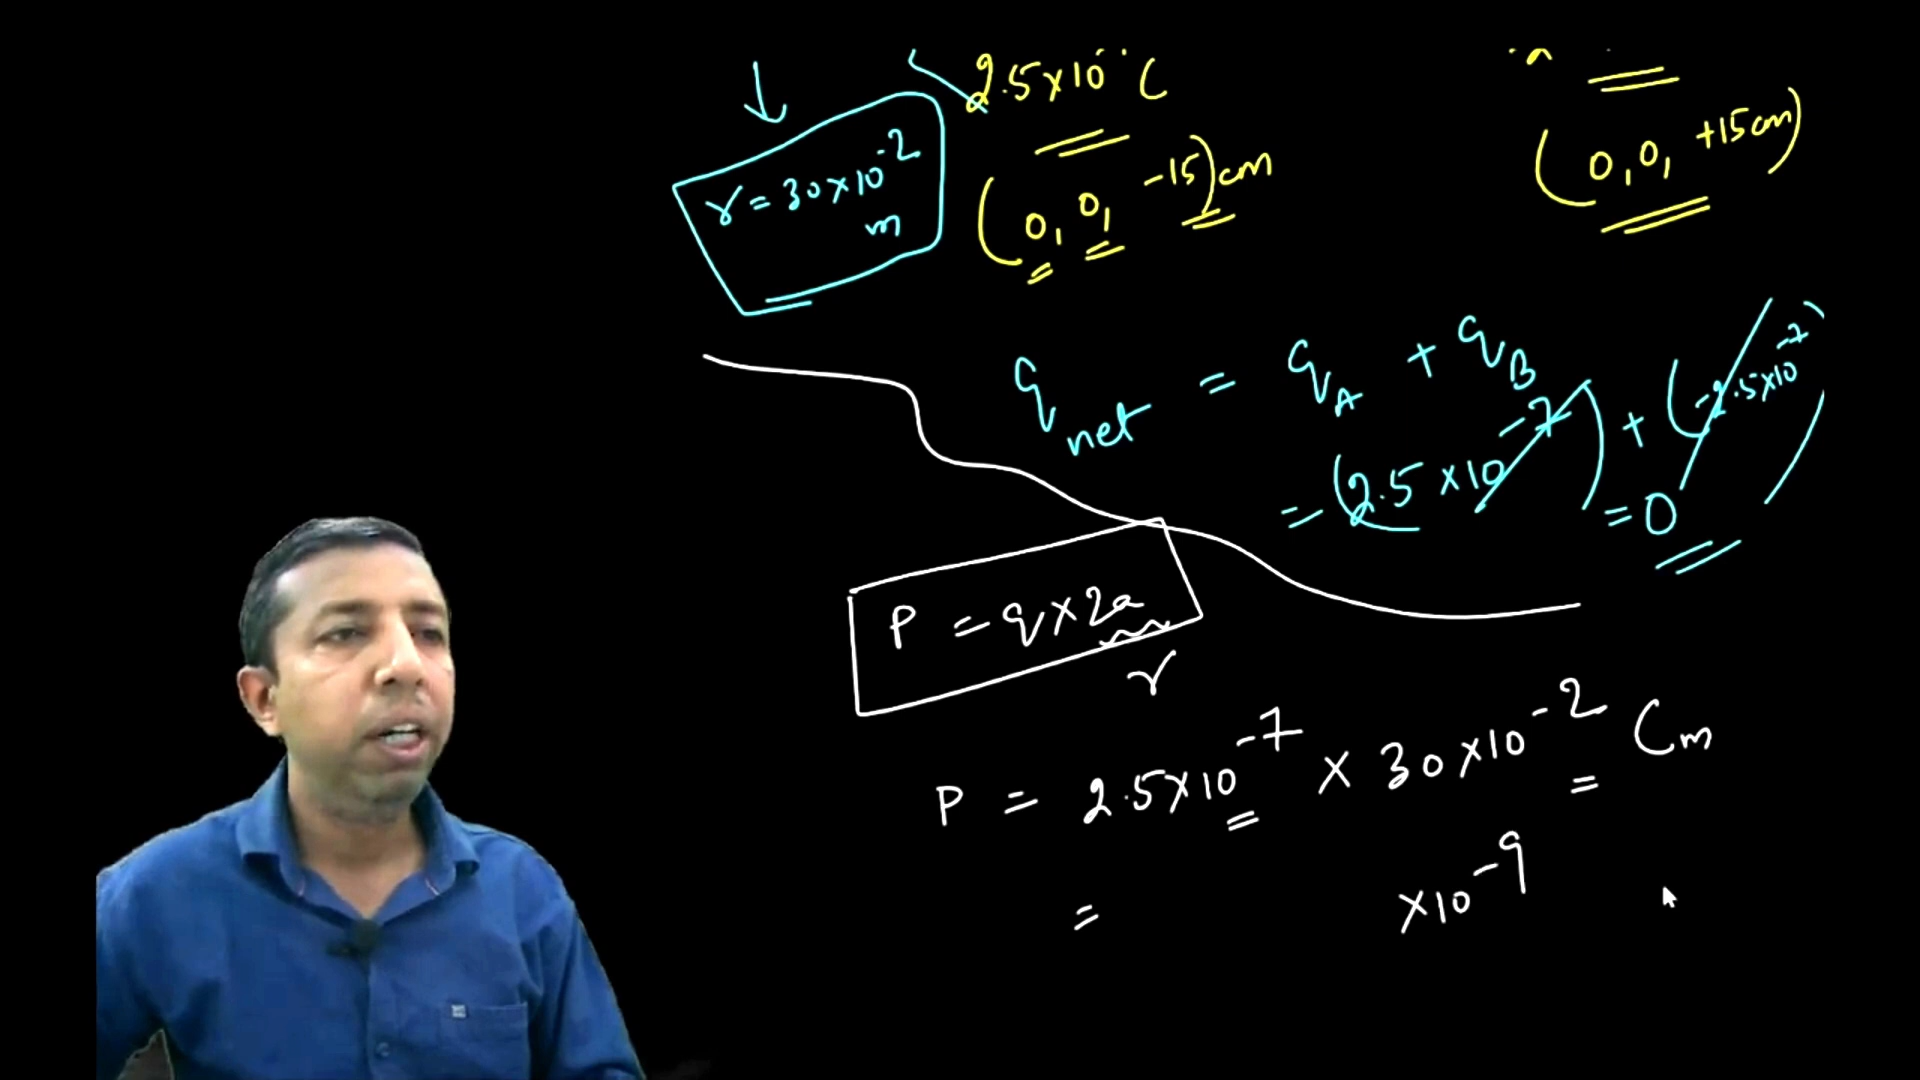 2.5×10 C
r = 30×10⁻² m
(0, 0, -15) cm
(0, 0, +15 cm)
q_net = q_A + q_B
= (2.5×10⁻⁷) + (-2.5×10⁻⁷)
= 0
P = q×2a
r
P = 2.5×10⁻⁷ × 30×10⁻² Cm
= ×10⁻⁹